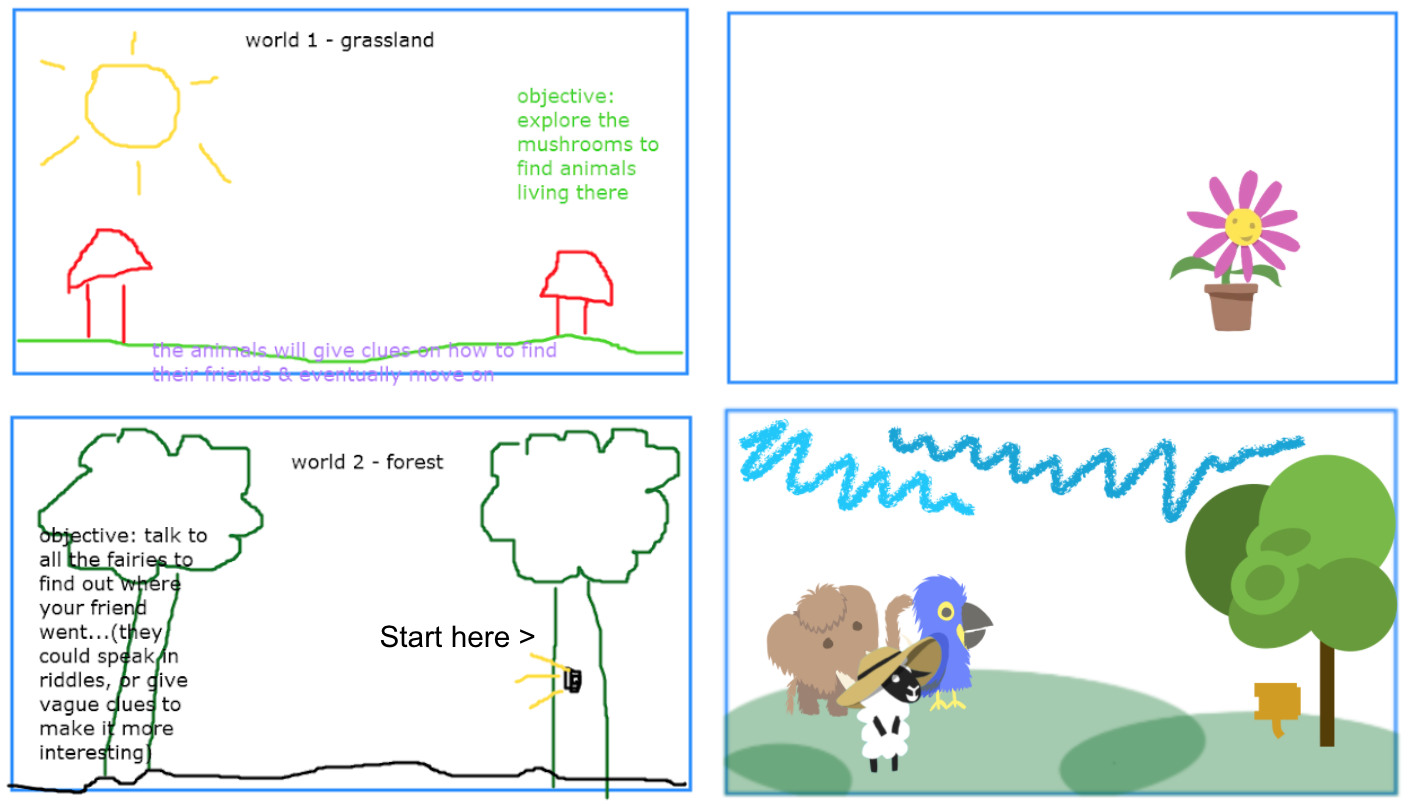 world 1 - grassland
objective:
explore the
mushrooms to
find animals
living there
the animals will give clues on how to find
their friends & eventually move on
world 2 - forest
objective: talk to
all the fairies to
find out where
your friend
went...(they
could speak in
riddles, or give
vague clues to
make it more
interesting)
Start here >